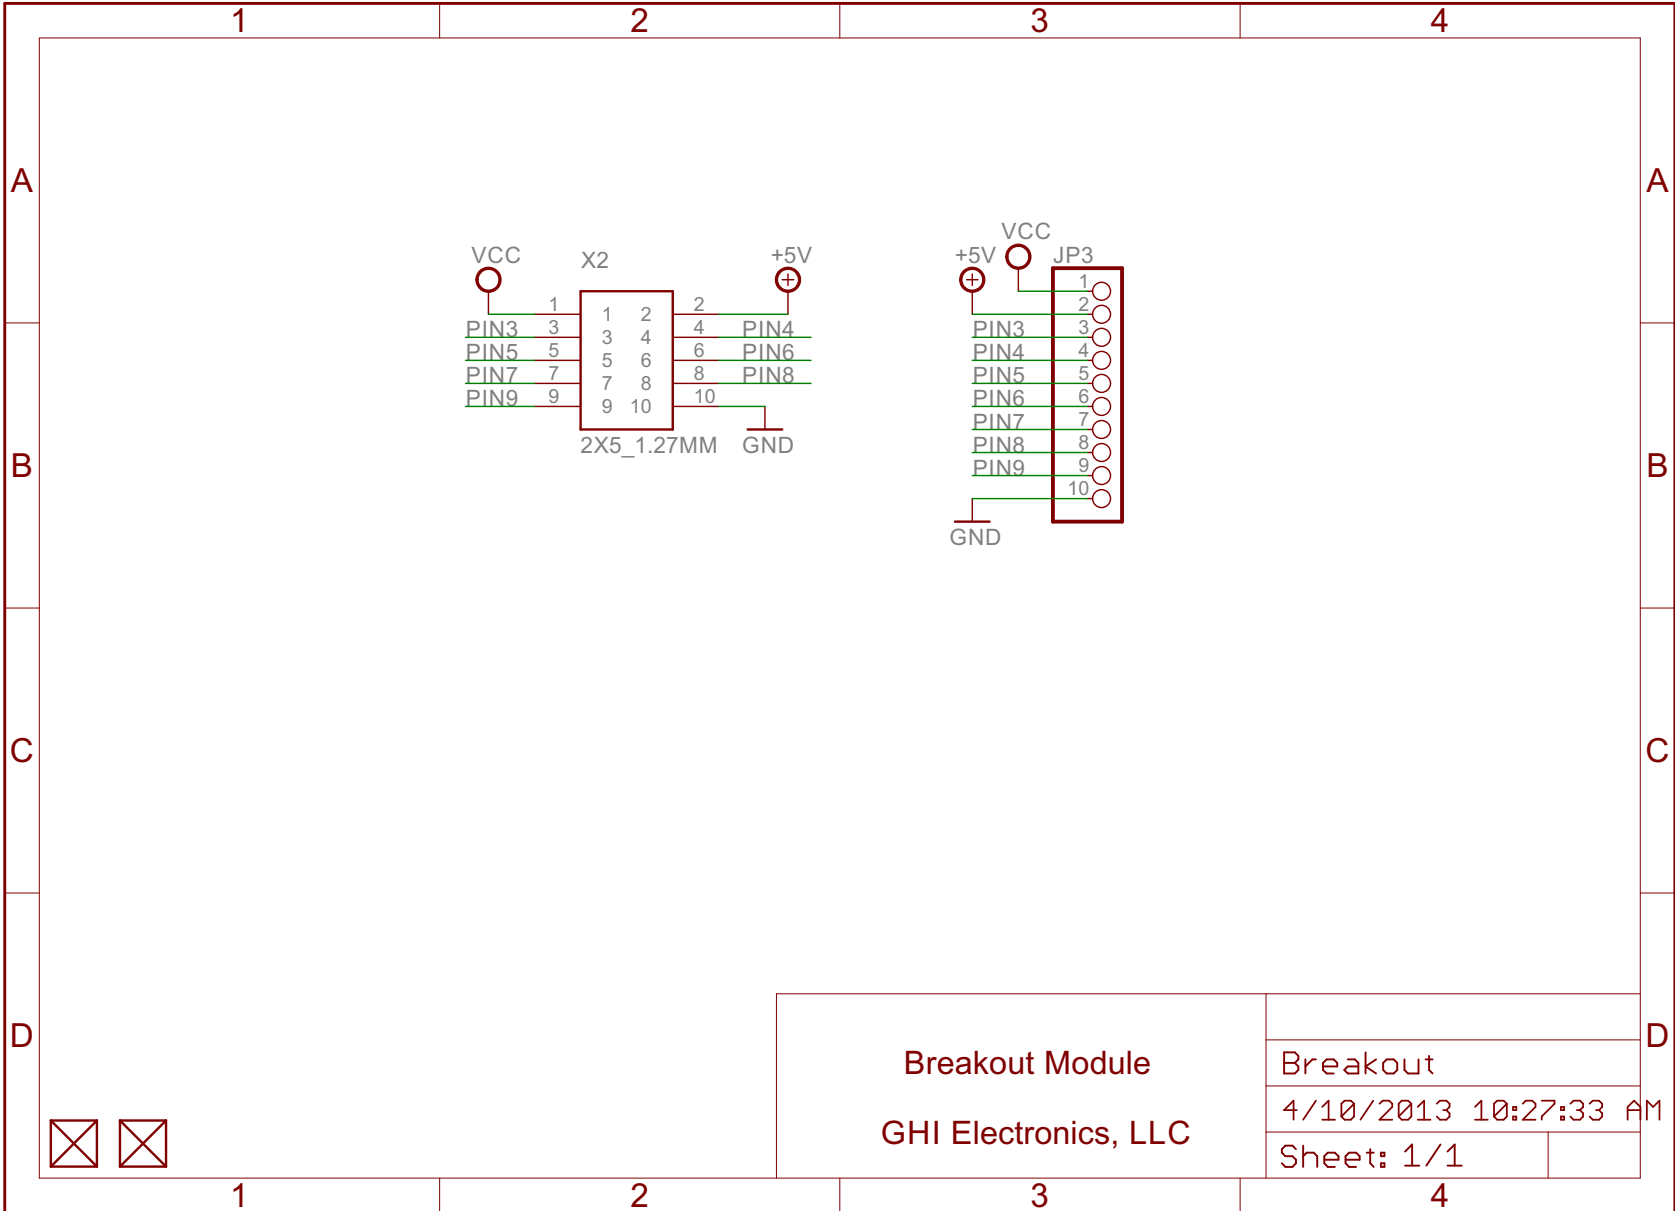 1 2 3 4
A A
VCC
VCC X2 +5V +5V JP3
1 1 2 2 1
PIN3 3 3 4 4 PIN4 2
PIN5 5 5 6 6 PIN6 PIN3 3
PIN7 7 7 8 8 PIN8 PIN4 4
PIN9 9 9 10 10 PIN5 5
2X5_1.27MM GND PIN6 6
PIN7 7
PIN8 8
B PIN9 9 B
10
GND
C C
D D
Breakout Module
GHI Electronics, LLC
Breakout
4/10/2013 10:27:33 AM
Sheet: 1/1
1 2 3 4